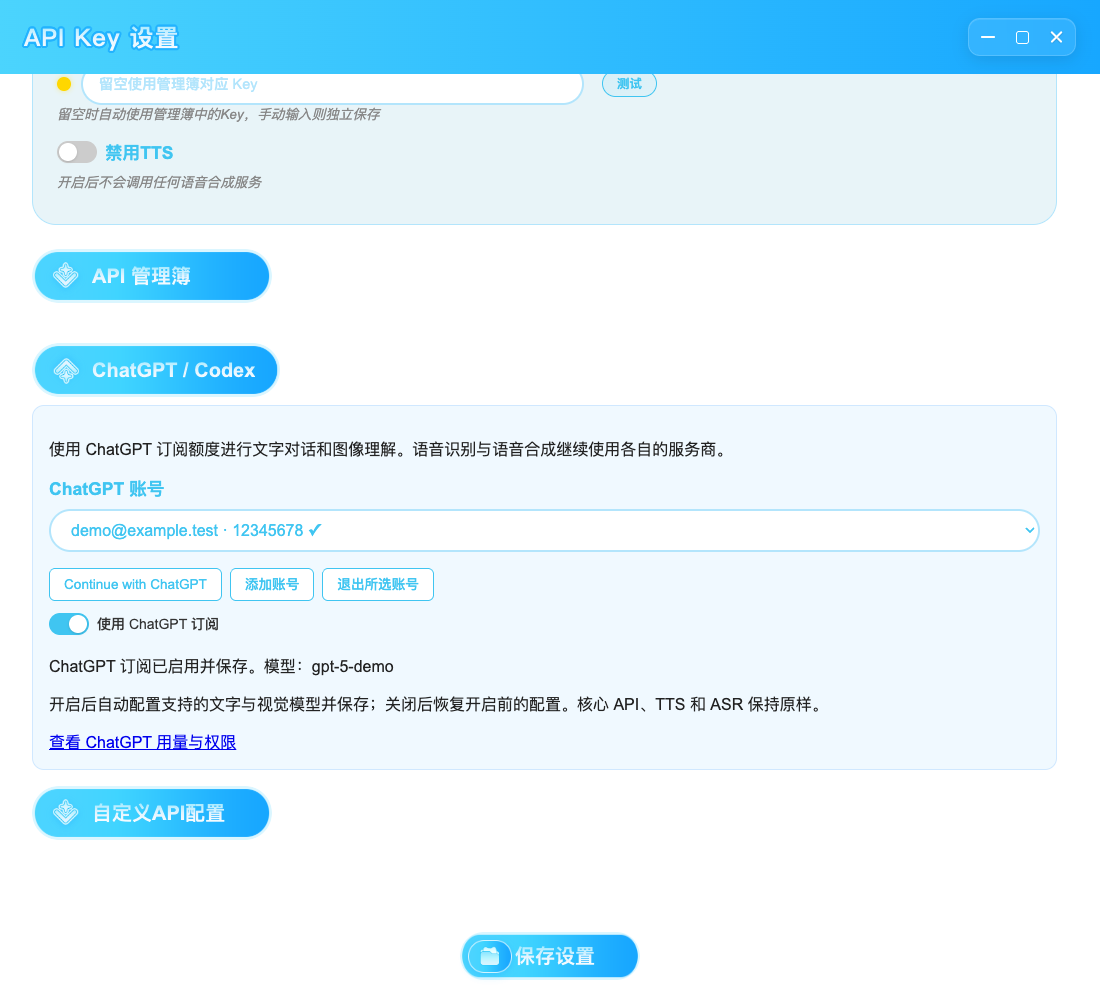 API Key 设置
留空使用管理簿对应 Key
测试
留空时自动使用管理簿中的Key，手动输入则独立保存
禁用TTS
开启后不会调用任何语音合成服务
API 管理簿
ChatGPT / Codex
使用 ChatGPT 订阅额度进行文字对话和图像理解。语音识别与语音合成继续使用各自的服务商。
ChatGPT 账号
demo@example.test · 12345678 ✓
Continue with ChatGPT
添加账号
退出所选账号
使用 ChatGPT 订阅
ChatGPT 订阅已启用并保存。模型：gpt-5-demo
开启后自动配置支持的文字与视觉模型并保存；关闭后恢复开启前的配置。核心 API、TTS 和 ASR 保持原样。
查看 ChatGPT 用量与权限
自定义API配置
保存设置